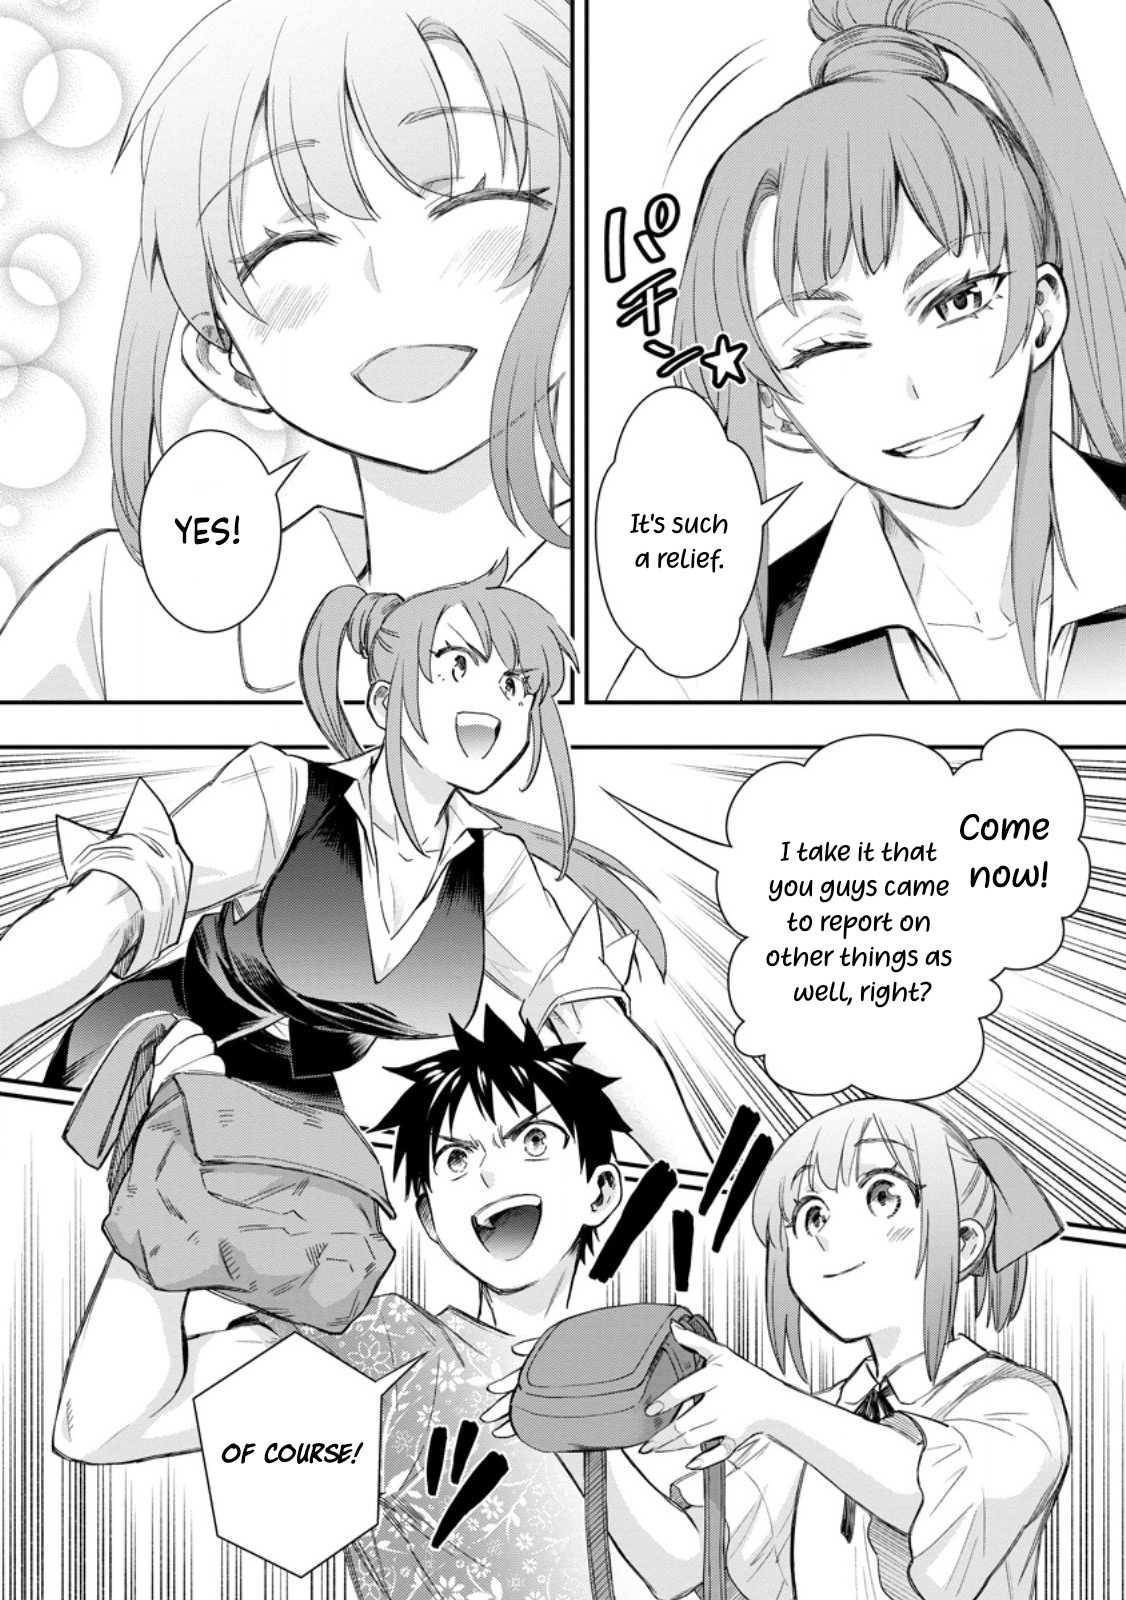 パチン☆
It's such
a relief.
YES!
Come
now!
I take it that
you guys came
to report on
other things as
well, right?
OF COURSE!